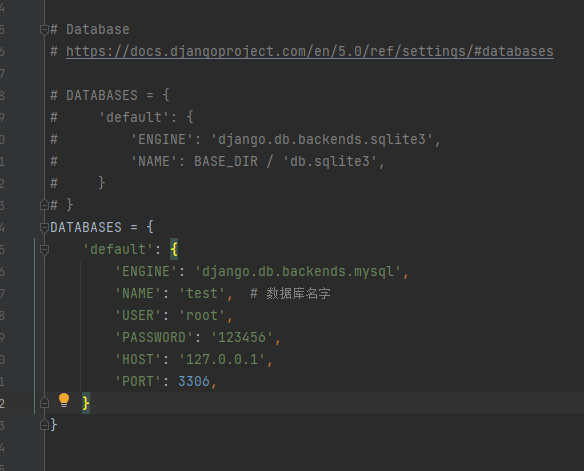 # Database
# https://docs.djangoproject.com/en/5.0/ref/settings/#databases
# DATABASES = {
#     'default': {
#         'ENGINE': 'django.db.backends.sqlite3',
#         'NAME': BASE_DIR / 'db.sqlite3',
#     }
# }
DATABASES = {
    'default': {
        'ENGINE': 'django.db.backends.mysql',
        'NAME': 'test',  # 数据库名字
        'USER': 'root',
        'PASSWORD': '123456',
        'HOST': '127.0.0.1',
        'PORT': 3306,
    }
}